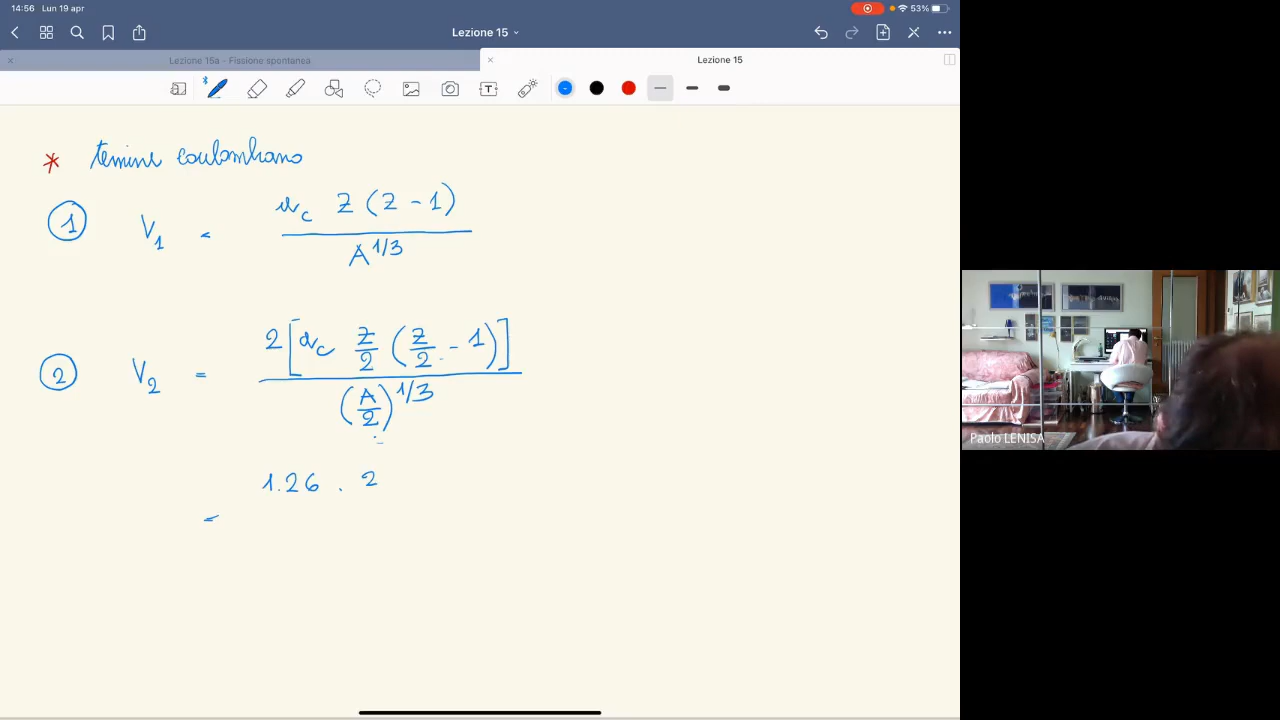 14:56 Lun 19 apr
53%
Lezione 15
Lezione 15a - Fissione spontanea
Lezione 15
* temine coulombiano
1 V₁ = a_c Z (Z - 1) / A^1/3
2 V₂ = 2 [a_c Z/2 (Z/2 - 1)] / (A/2)^1/3
= 1.26 · 2
Paolo LENISA